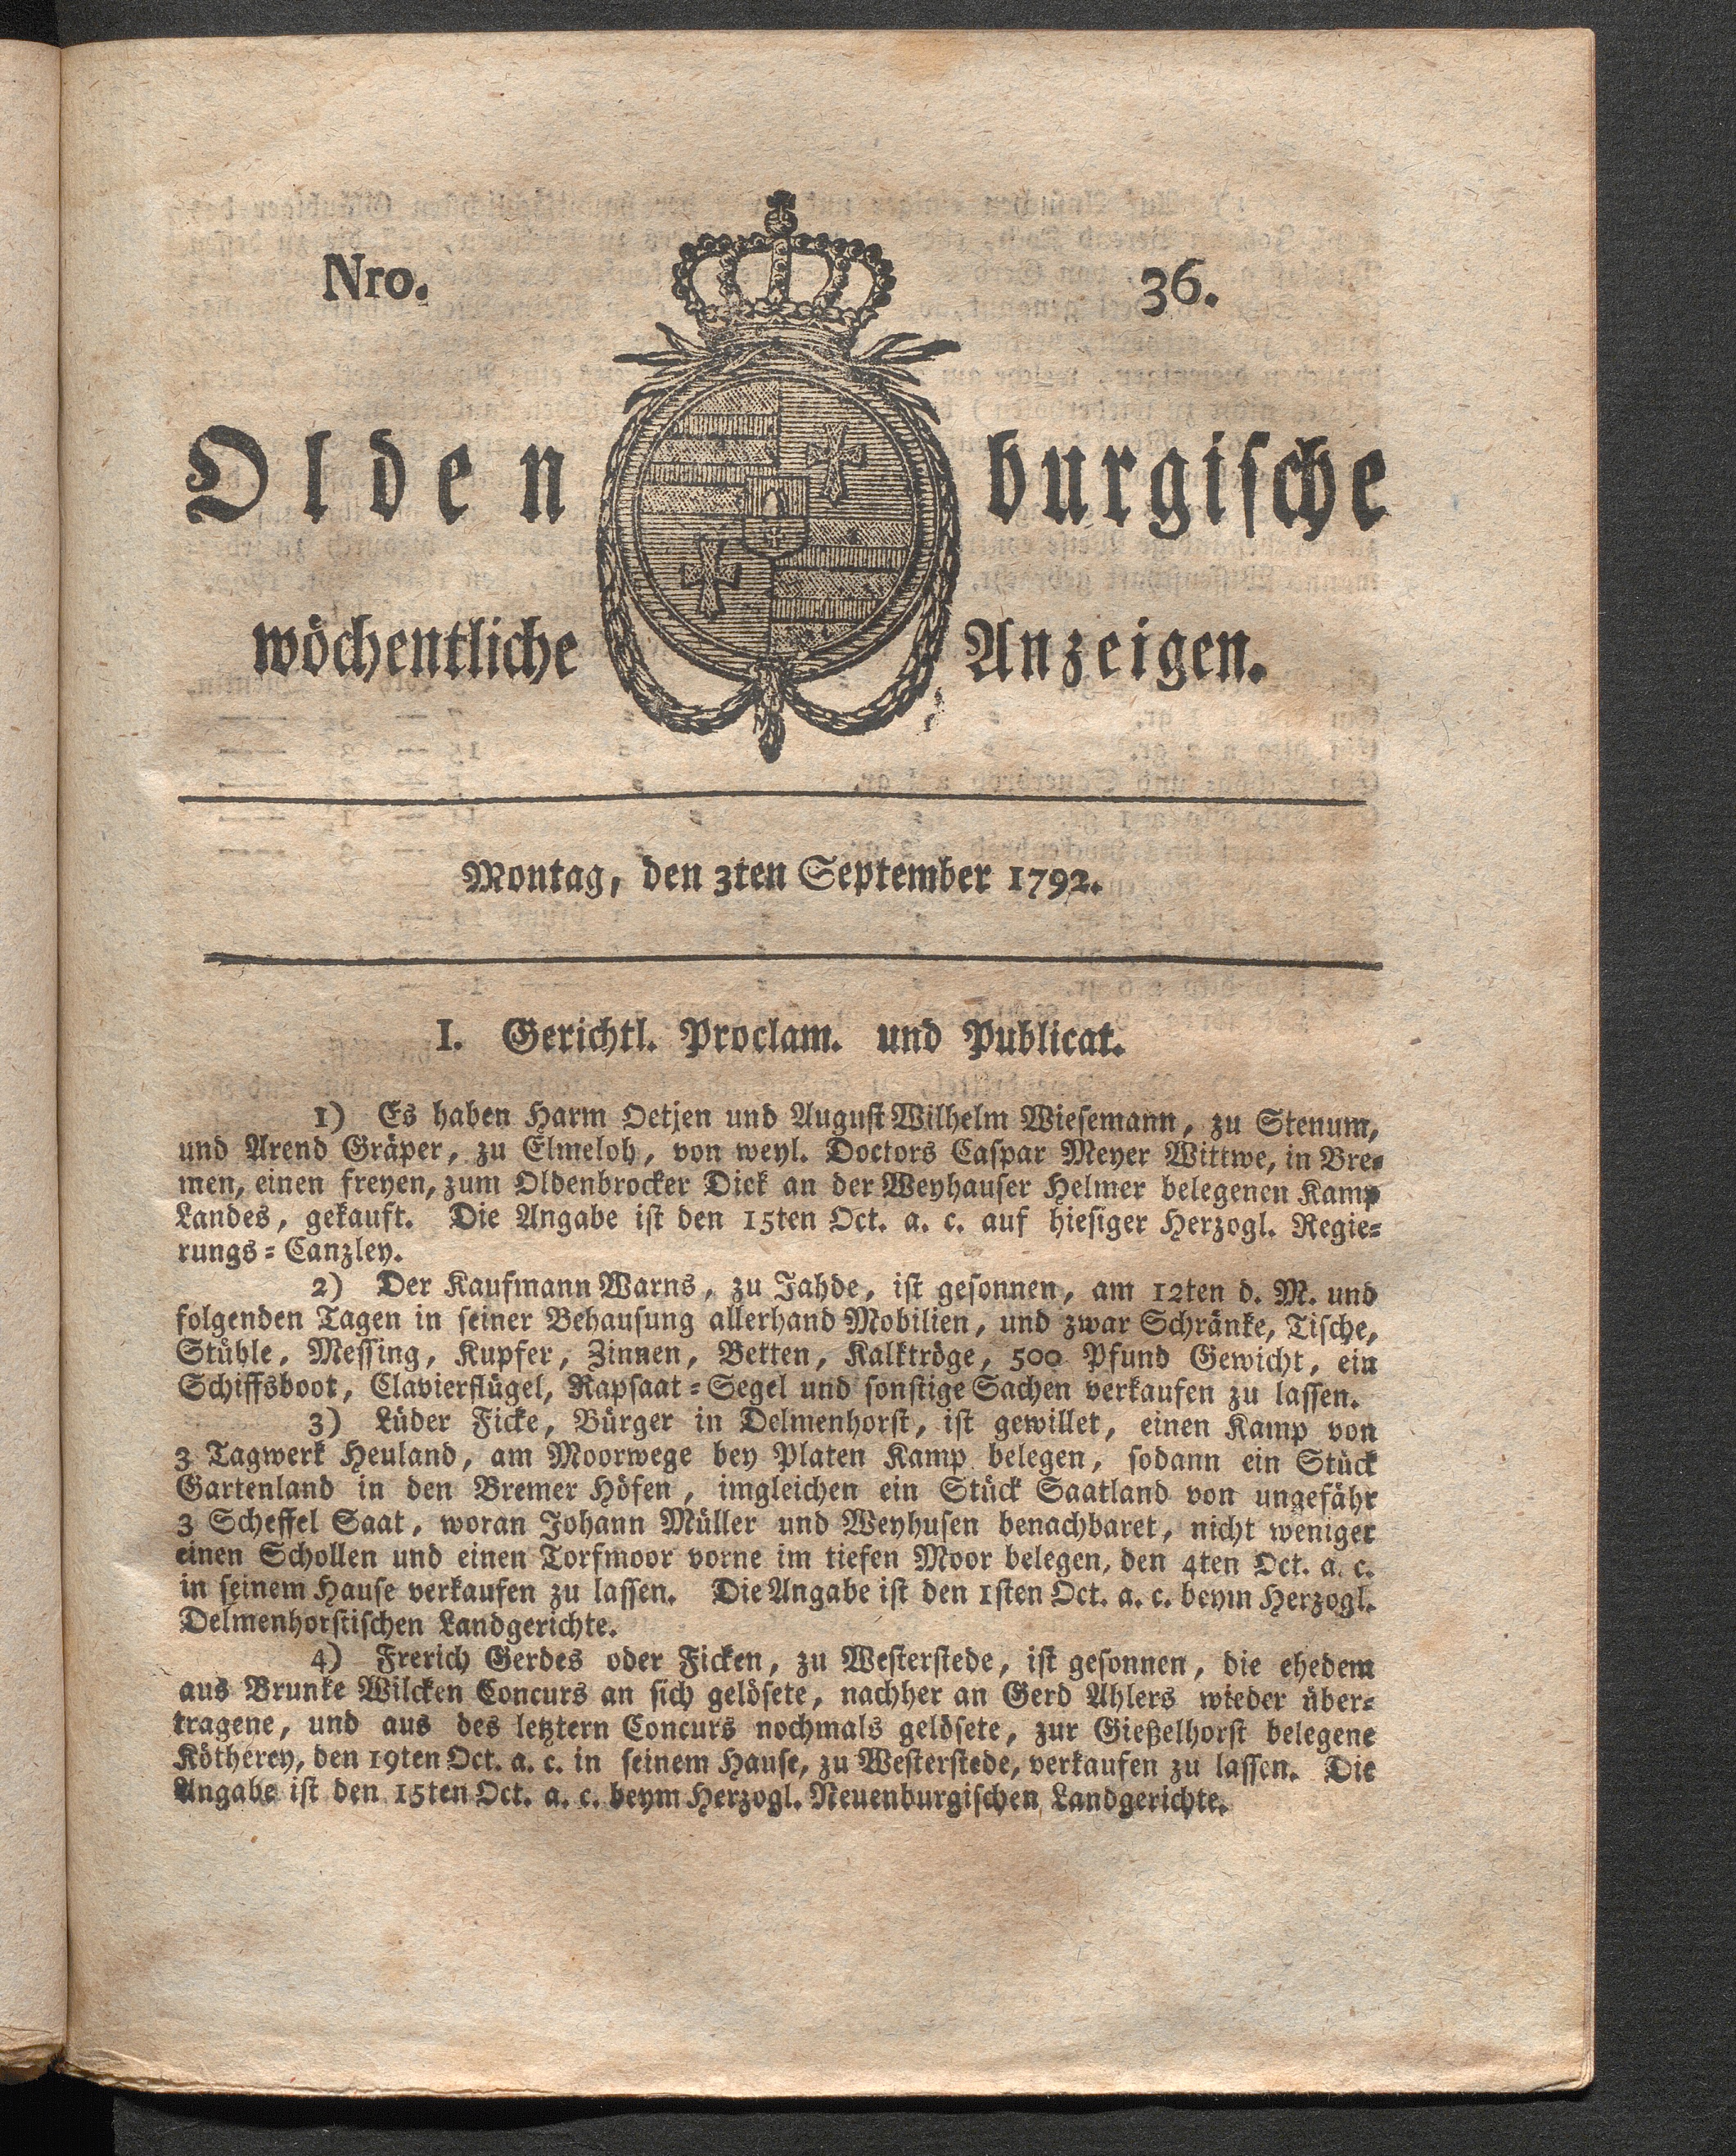 Nro. 36.
Oldenburgische
wöchentliche Anzeigen.
Montag, den 3ten September 1792.
I. Gerichtl. Proclam. und Publicat.
1) Es haben Harm Oetjen und August Wilhelm Wiesemann, zu Stenum,
und Arend Gräper, zu Elmeloh, von weyl. Doctors Caspar Meyer Wittwe, in Bre-
men, einen freyen, zum Oldenbrocker Diek an der Weyhauser Helmer belegenen Kamp
Landes, gekauft. Die Angabe ist den 15ten Oct. a. c. auf hiesiger Herzogl. Regie-
rungs-Canzley.
2) Der Kaufmann Warns, zu Jahde, ist gesonnen, am 12ten d. M. und
folgenden Tagen in seiner Behausung allerhand Mobilien, und zwar Schränke, Tische,
Stühle, Messing, Kupfer, Zinnen, Betten, Kalktröge, 500 Pfund Gewicht, ein
Schiffsboot, Clavierflügel, Rapsaat-Segel und sonstige Sachen verkaufen zu lassen.
3) Lüder Ficke, Bürger in Delmenhorst, ist gewillet, einen Kamp von
3 Tagwerk Heuland, am Moorwege bey Platen Kamp belegen, sodann ein Stück
Gartenland in den Bremer Höfen, imgleichen ein Stück Saatland von ungefähr
3 Scheffel Saat, woran Johann Müller und Weyhusen benachbaret, nicht weniger
einen Schollen und einen Torfmoor vorne im tiefen Moor belegen, den 4ten Oct. a. c.
in seinem Hause verkaufen zu lassen. Die Angabe ist den 1sten Oct. a. c. beym Herzogl.
Delmenhorstischen Landgerichte.
4) Frerich Gerdes oder Ficken, zu Westerstede, ist gesonnen, die ehedem
aus Brunke Wilcken Concurs an sich gelösete, nachher an Gerd Ahlers wieder über-
tragene, und aus des letztern Concurs nochmals gelösete, zur Gießelhorst belegene
Kötherey, den 19ten Oct. a. c. in seinem Hause, zu Westerstede, verkaufen zu lassen. Die
Angabe ist den 15ten Oct. a. c. beym Herzogl. Neuenburgischen Landgerichte.